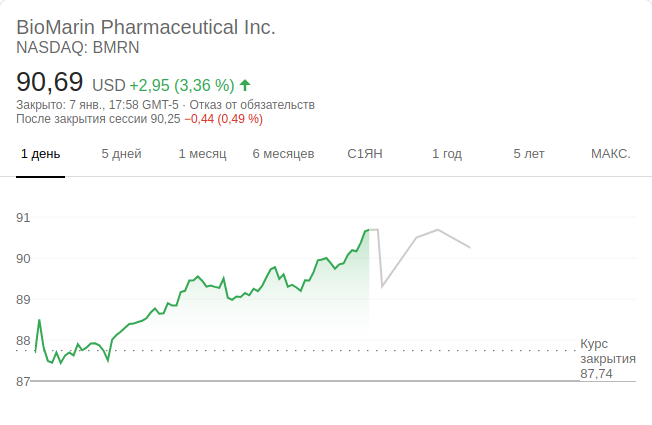 BioMarin Pharmaceutical Inc.
NASDAQ: BMRN
90,69 USD +2,95 (3,36 %)
Закрыто: 7 янв., 17:58 GMT-5 · Отказ от обязательств
После закрытия сессии 90,25 −0,44 (0,49 %)
1 день 5 дней 1 месяц 6 месяцев С1ЯН 1 год 5 лет МАКС.
91
90
89
88
Курс
закрытия
87,74
87